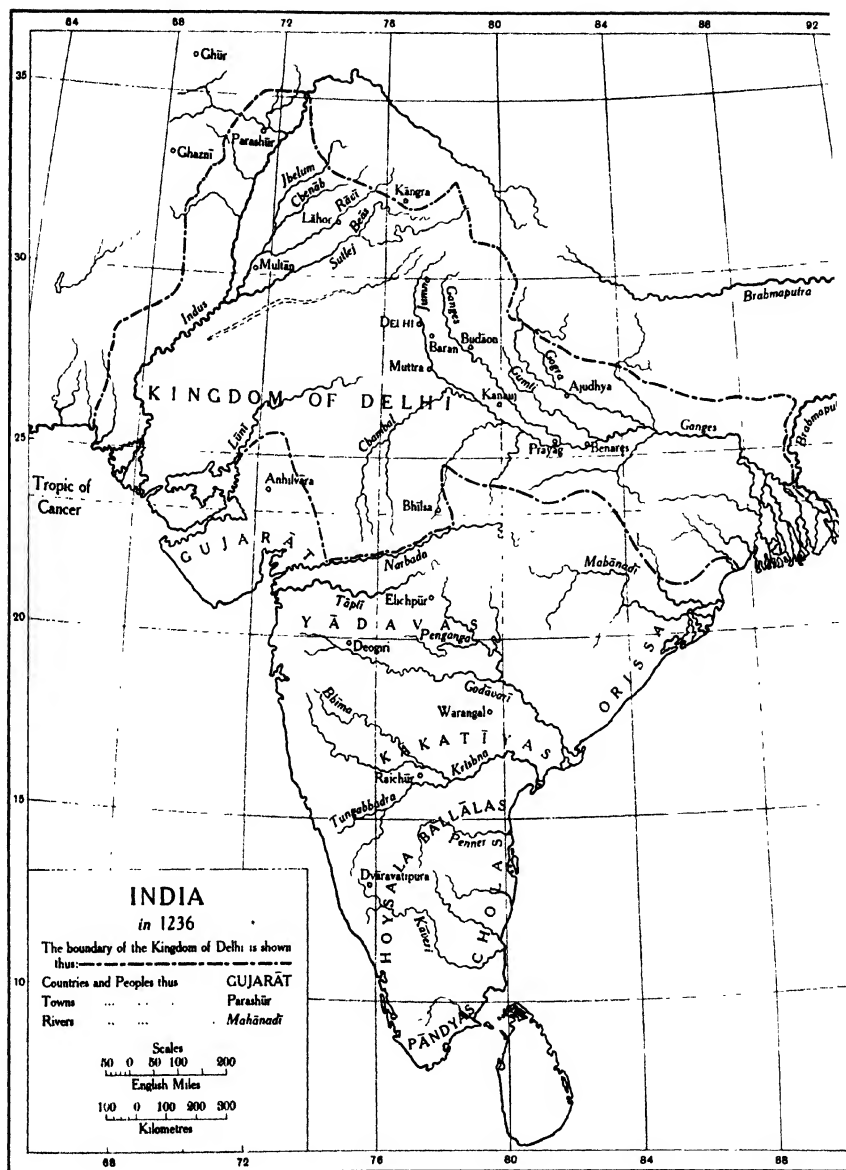 64 68 72 76 80 84 88 92
35
Ghūr
Parashūr
Ghaznī
Jhelum
Chenāb
Rāvī
Kāngra
Lāhor
Beās
30
Multān
Sutlej
Indus
Jumna
Ganges
Brahmaputra
DELHI
Baran
Budāon
Gogra
Muttra
Gumli
Ajudhya
KINGDOM OF DELHI
Kanauj
25
Lūnī
Chambal
Ganges
Brahmaput
Prayāg
Benares
Tropic of
Cancer
Anhilvāra
Bhīlsa
GUJARĀT
Narbada
Mahānadī
20
Tāptī
Elichpūr
YĀDAVAS
Penganga
Deogiri
ORISSA
Godāvarī
Bhīma
Warangal
KĀKATĪYAS
Raichūr
Krishna
15
Tungabhadra
HOYSALA BALLĀLAS
Penner
Dvāravatīpura
CHOLAS
Kāveri
10
PĀNDYAS
INDIA
in 1236
The boundary of the Kingdom of Delhi is shown
thus:
Countries and Peoples thus GUJARĀT
Towns ... .. . Parashūr
Rivers .. ... . Mahānadī
Scales
50 0 50 100 200
English Miles
100 0 100 200 300
Kilometres
68 72 76 80 84 88